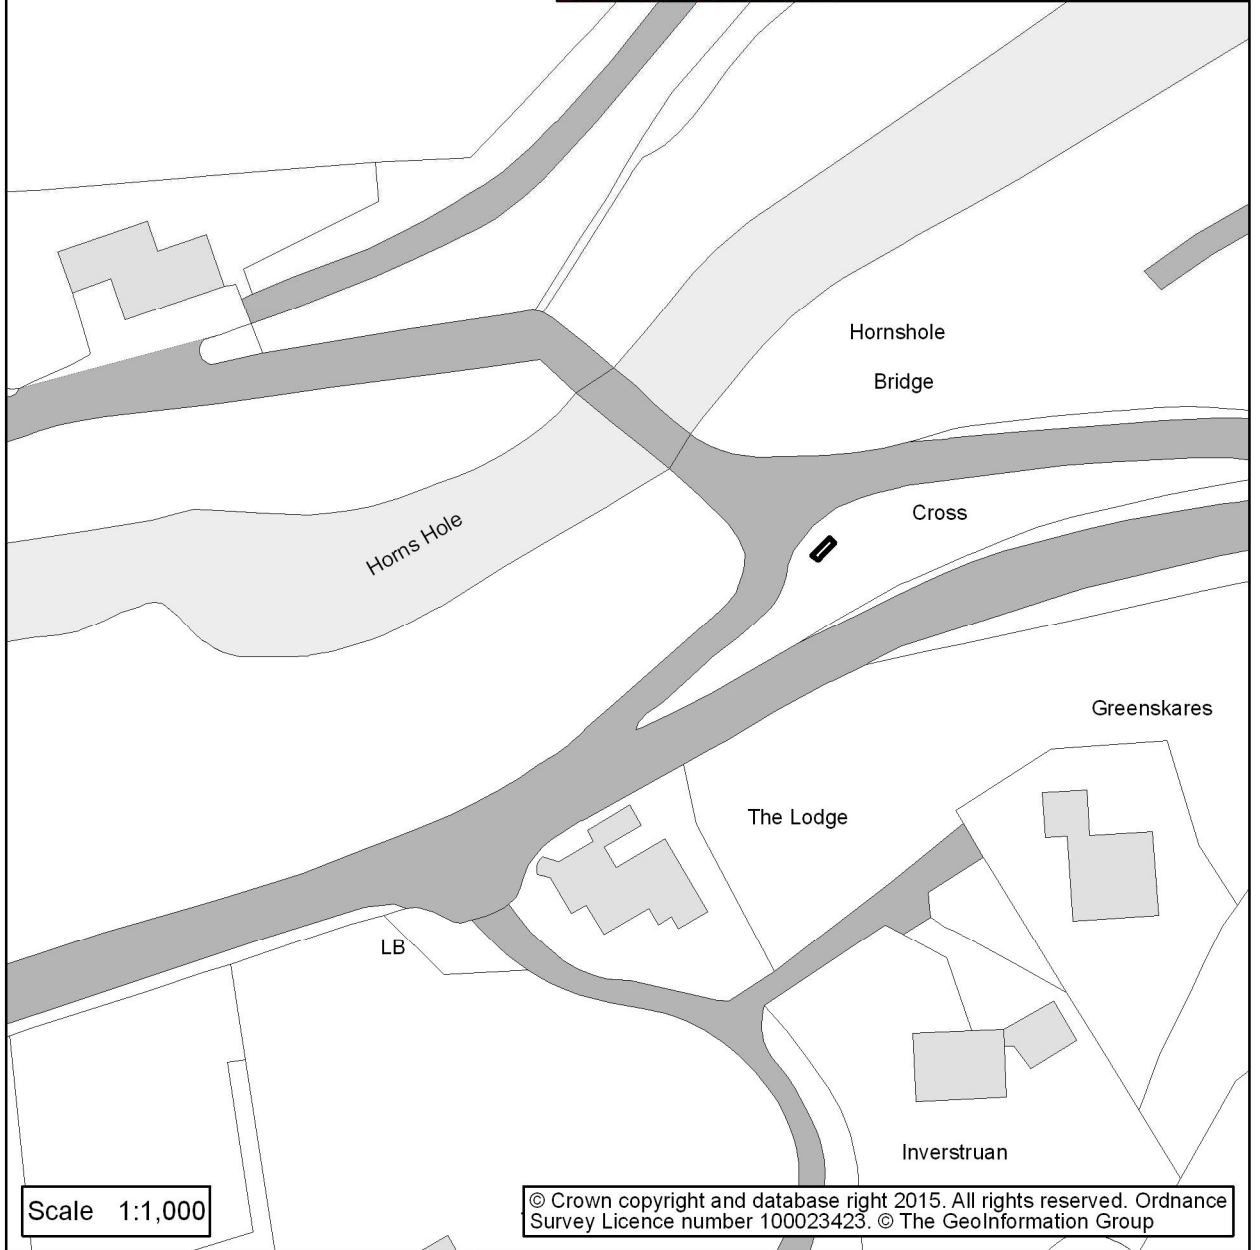 Hornshole
Bridge
Cross
Horns Hole
Greenskares
The Lodge
LB
Inverstruan
Scale 1:1,000
© Crown copyright and database right 2015. All rights reserved. Ordnance
Survey Licence number 100023423. © The GeoInformation Group